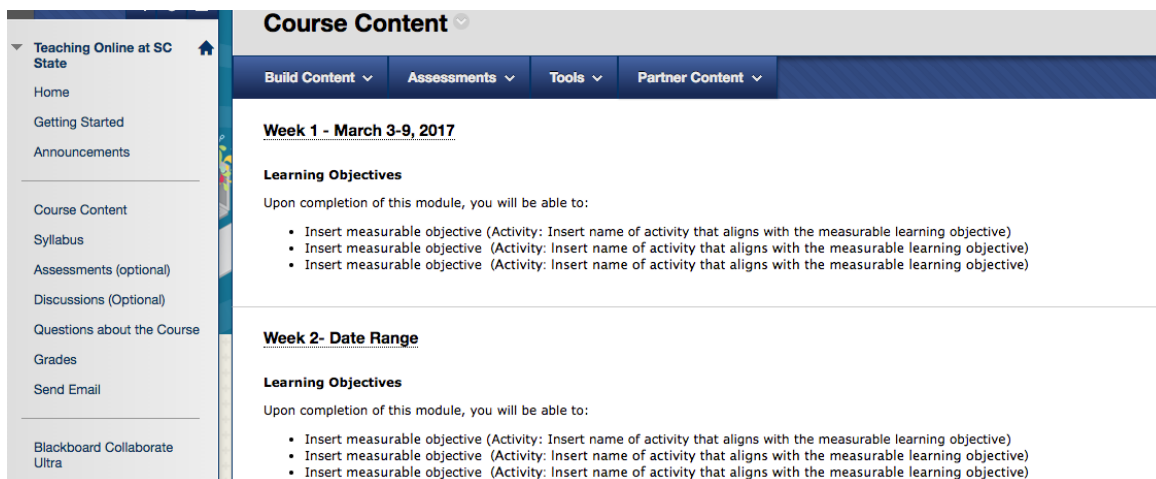 Teaching Online at SC
State
Home
Getting Started
Announcements
Course Content
Syllabus
Assessments (optional)
Discussions (Optional)
Questions about the Course
Grades
Send Email
Blackboard Collaborate
Ultra
Course Content
Build Content
Assessments
Tools
Partner Content
Week 1 - March 3-9, 2017
Learning Objectives
Upon completion of this module, you will be able to:
• Insert measurable objective (Activity: Insert name of activity that aligns with the measurable learning objective)
• Insert measurable objective  (Activity: Insert name of activity that aligns with the measurable learning objective)
• Insert measurable objective  (Activity: Insert name of activity that aligns with the measurable learning objective)
Week 2- Date Range
Learning Objectives
Upon completion of this module, you will be able to:
• Insert measurable objective (Activity: Insert name of activity that aligns with the measurable learning objective)
• Insert measurable objective  (Activity: Insert name of activity that aligns with the measurable learning objective)
• Insert measurable objective  (Activity: Insert name of activity that aligns with the measurable learning objective)